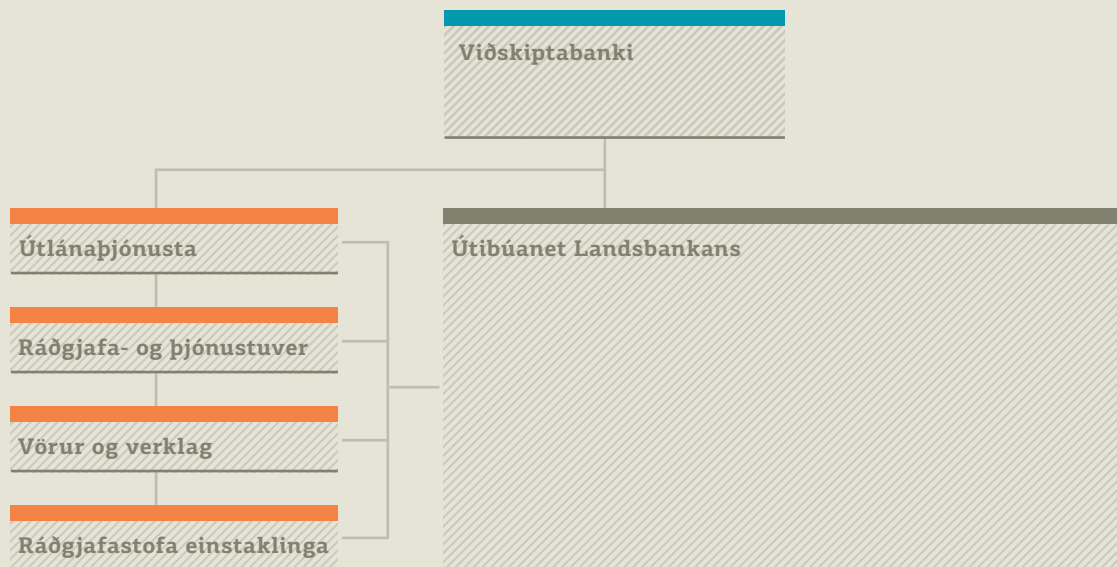 Viðskiptabanki
Útlánaþjónusta
Útibúanet Landsbankans
Ráðgjafa- og þjónustuver
Vörur og verklag
Ráðgjafastofa einstaklinga